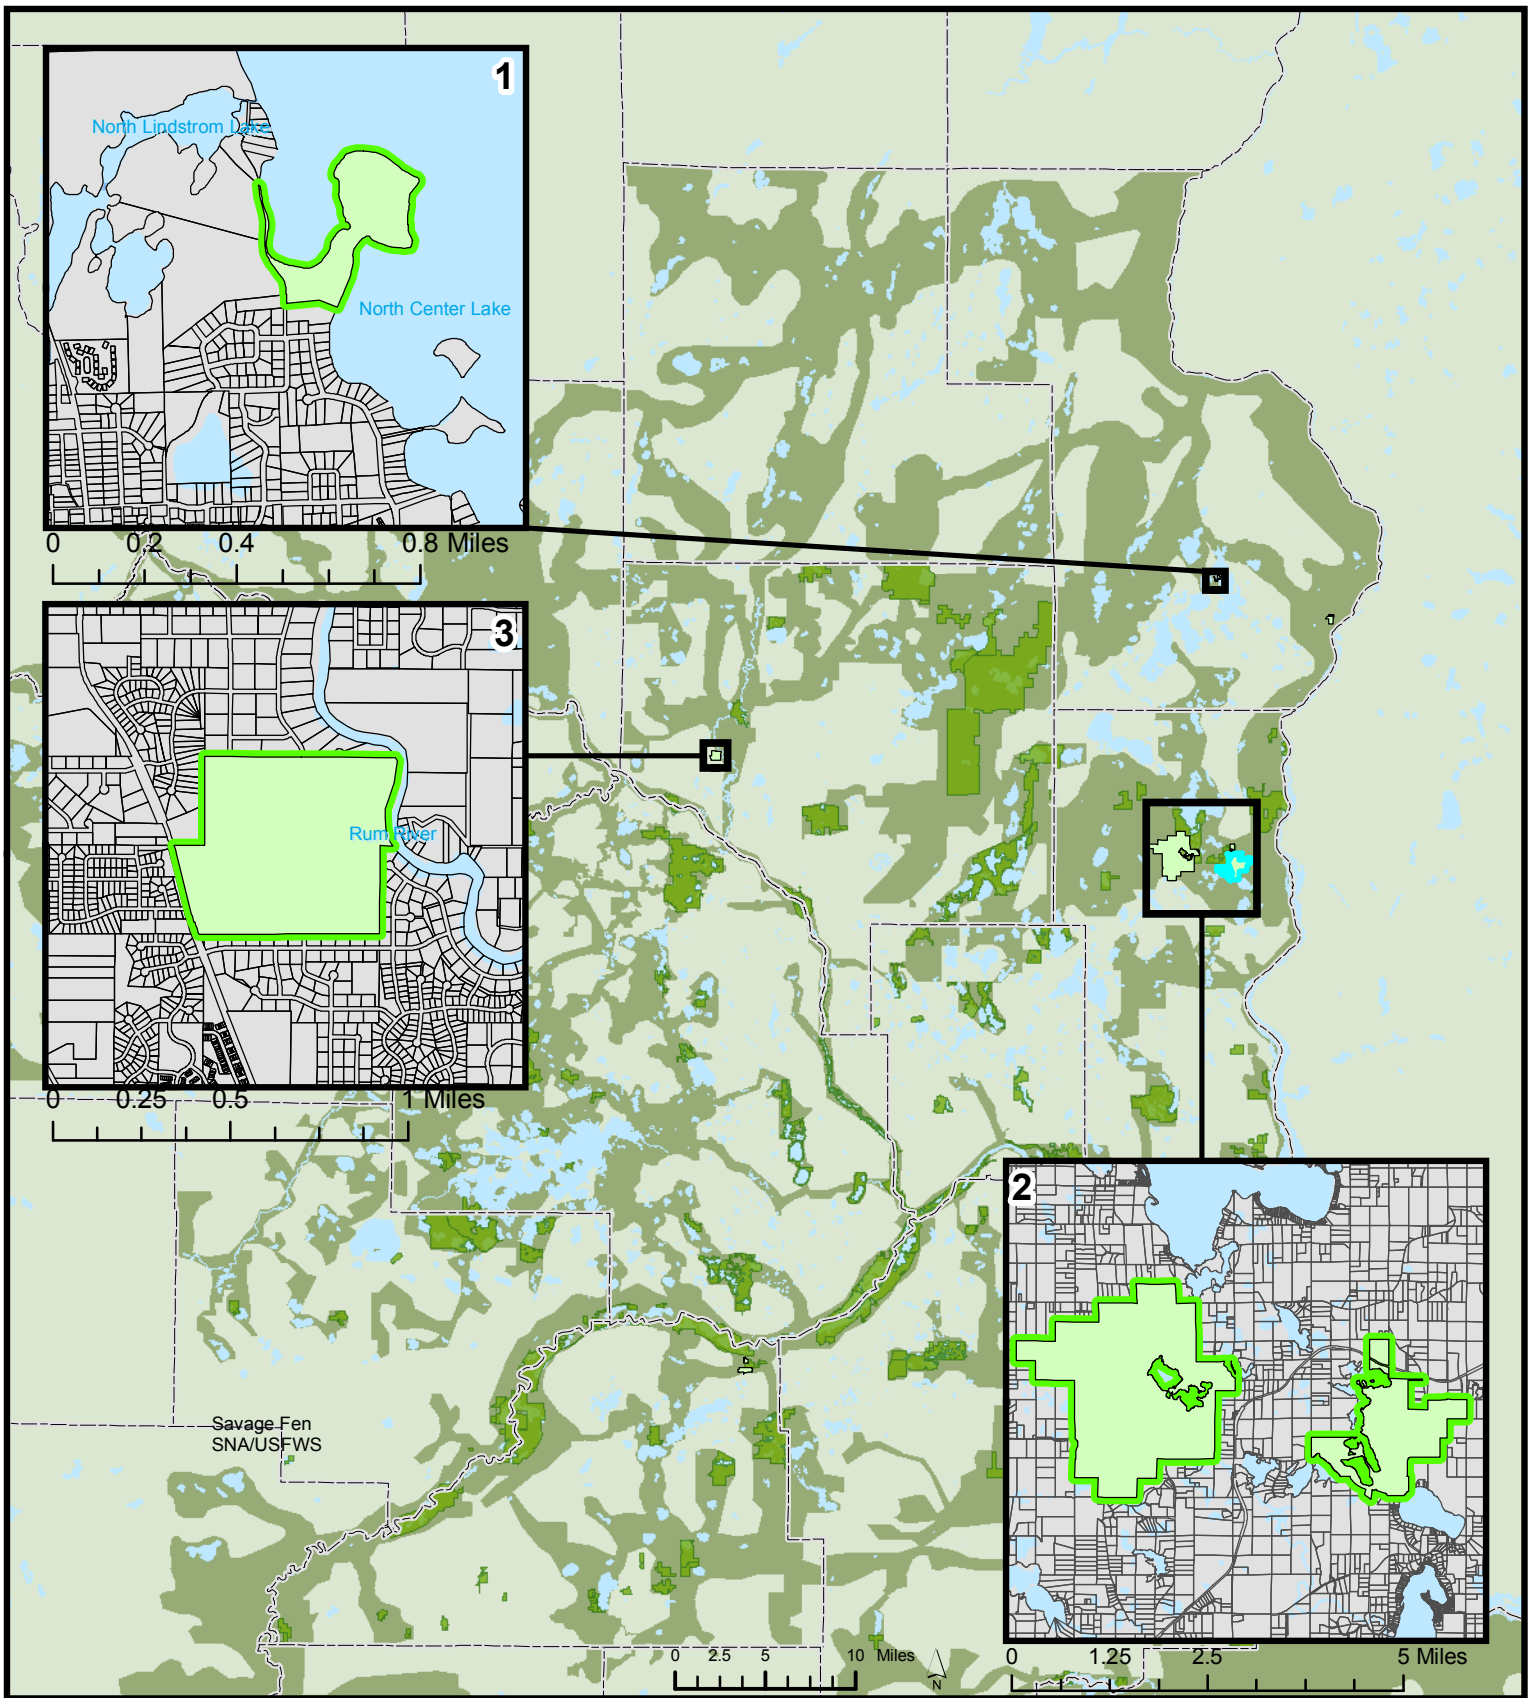 1
North Lindstrom Lake
North Center Lake
0 0.2 0.4 0.8 Miles
3
Rum River
0 0.25 0.5 1 Miles
2
Savage Fen
SNA/USFWS
0 2.5 5 10 Miles
N
0 1.25 2.5 5 Miles